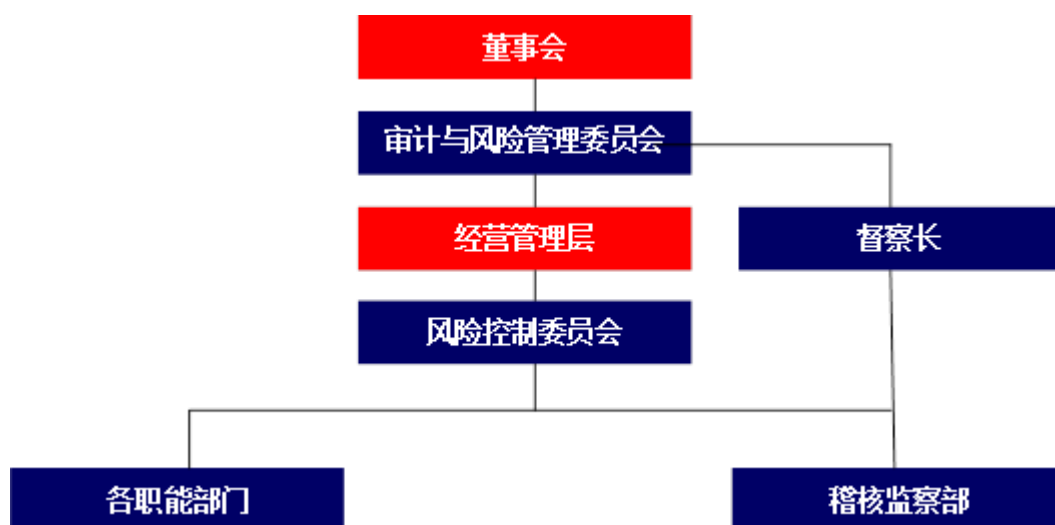 董事会
审计与风险管理委员会
经营管理层
督察长
风险控制委员会
各职能部门
稽核监察部